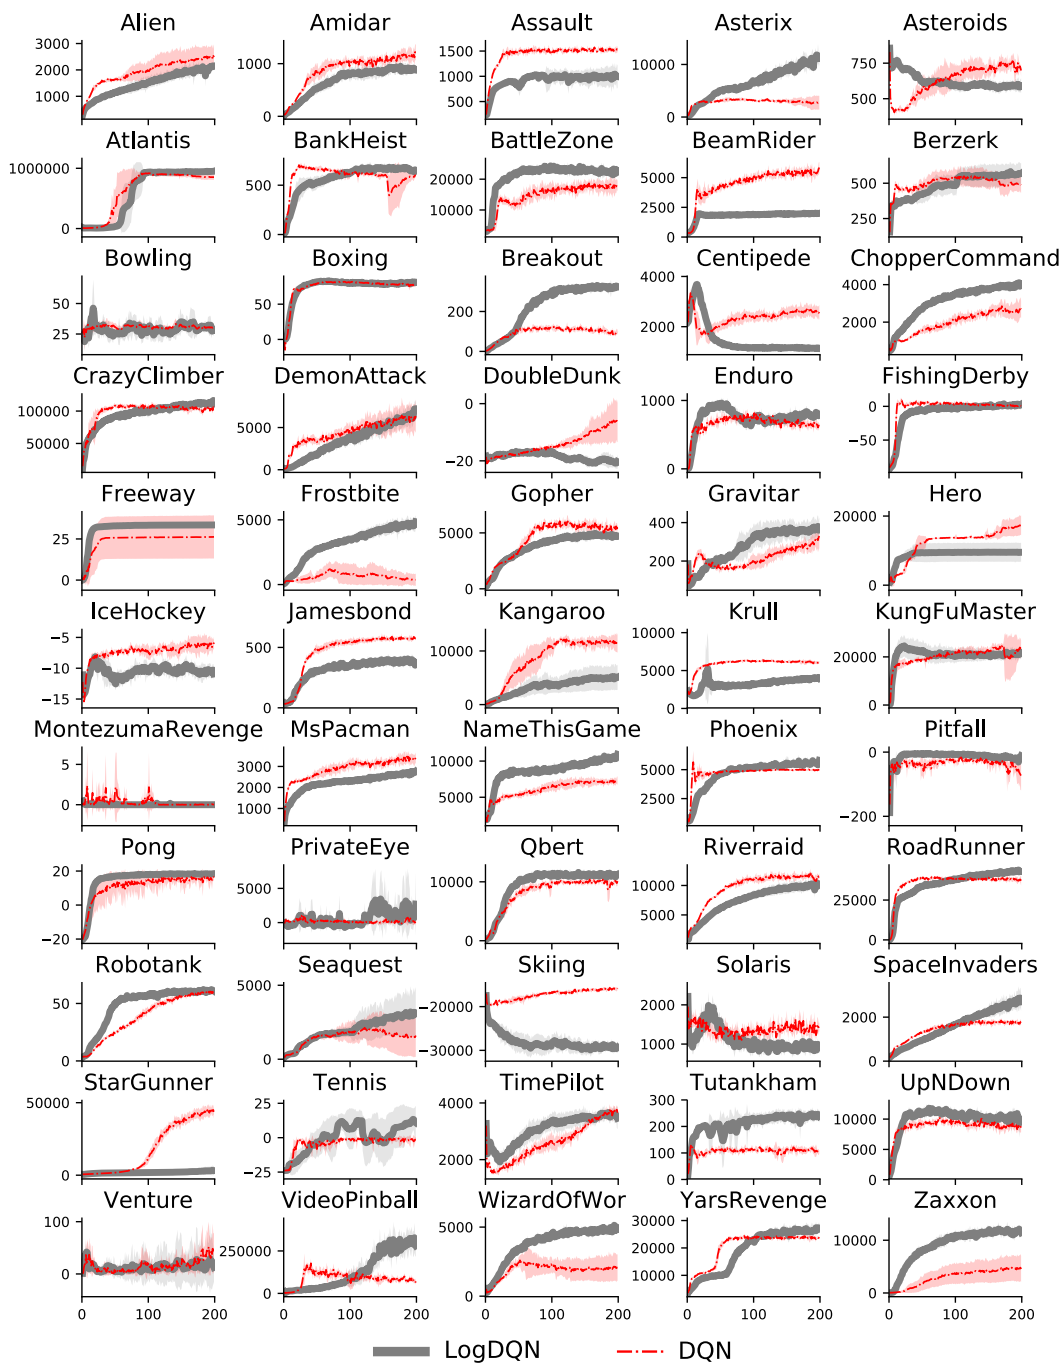 Alien Amidar Assault Asterix Asteroids
3000 2000 1000
1000 0
1500 1000 500
10000 5000 0
750 500
Atlantis BankHeist BattleZone BeamRider Berzerk
1000000 0
500 0
20000 10000
7500 5000 2500 0
500 250
Bowling Boxing Breakout Centipede ChopperCommand
50 25
50 0
200 0
4000 2000
4000 2000
CrazyClimber DemonAttack DoubleDunk Enduro FishingDerby
100000 50000
5000 0
0 −20
1000 500 0
0 −50
Freeway Frostbite Gopher Gravitar Hero
25 0
5000 0
5000 0
400 200
20000 10000 0
IceHockey Jamesbond Kangaroo Krull KungFuMaster
−5 −10 −15
500 0
10000 0
10000 5000 0
20000 0
MontezumaRevenge MsPacman NameThisGame Phoenix Pitfall
5 0
3000 2000 1000
10000 5000
5000 2500
0 −200
Pong PrivateEye Qbert Riverraid RoadRunner
20 0 −20
5000 0
10000 0
10000 5000
25000 0
Robotank Seaquest Skiing Solaris SpaceInvaders
50 0
5000 0
−20000 −30000
2000 1000
2000 0
StarGunner Tennis TimePilot Tutankham UpNDown
50000 0
25 0 −25
4000 2000
300 200 100 0
10000 5000 0
Venture VideoPinball WizardOfWor YarsRevenge Zaxxon
100 0
250000 0
5000 0
30000 20000 10000
10000 0
0 100 200 0 100 200 0 100 200 0 100 200 0 100 200
LogDQN DQN